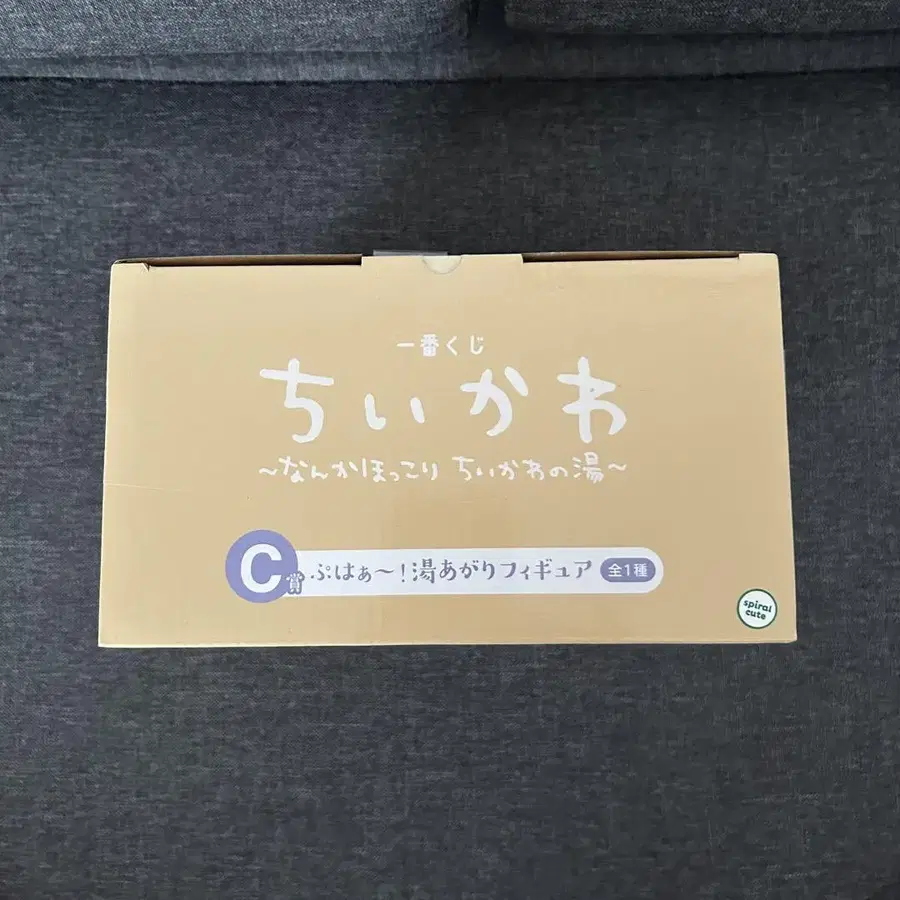 一番くじ
ちいかわ
～なんかほっこり ちいかわの湯～
C賞 ぷはぁ～！湯あがりフィギュア 全1種
spiral
cute